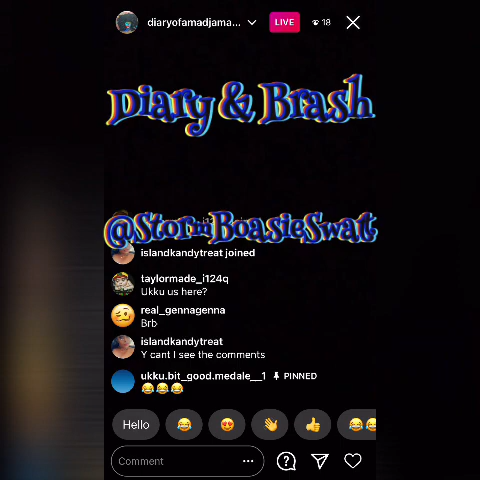 diaryofamadjama...
LIVE
18
Diary & Brash
@StormBoasieSwat
islandkandytreat joined
taylormade_i124q
Ukku us here?
real_gennagenna
Brb
islandkandytreat
Y cant I see the comments
ukku.bit_good.medale__1 PINNED
😂😂😂
Hello 😂 😍 👋 👍 😂😂
Comment ...